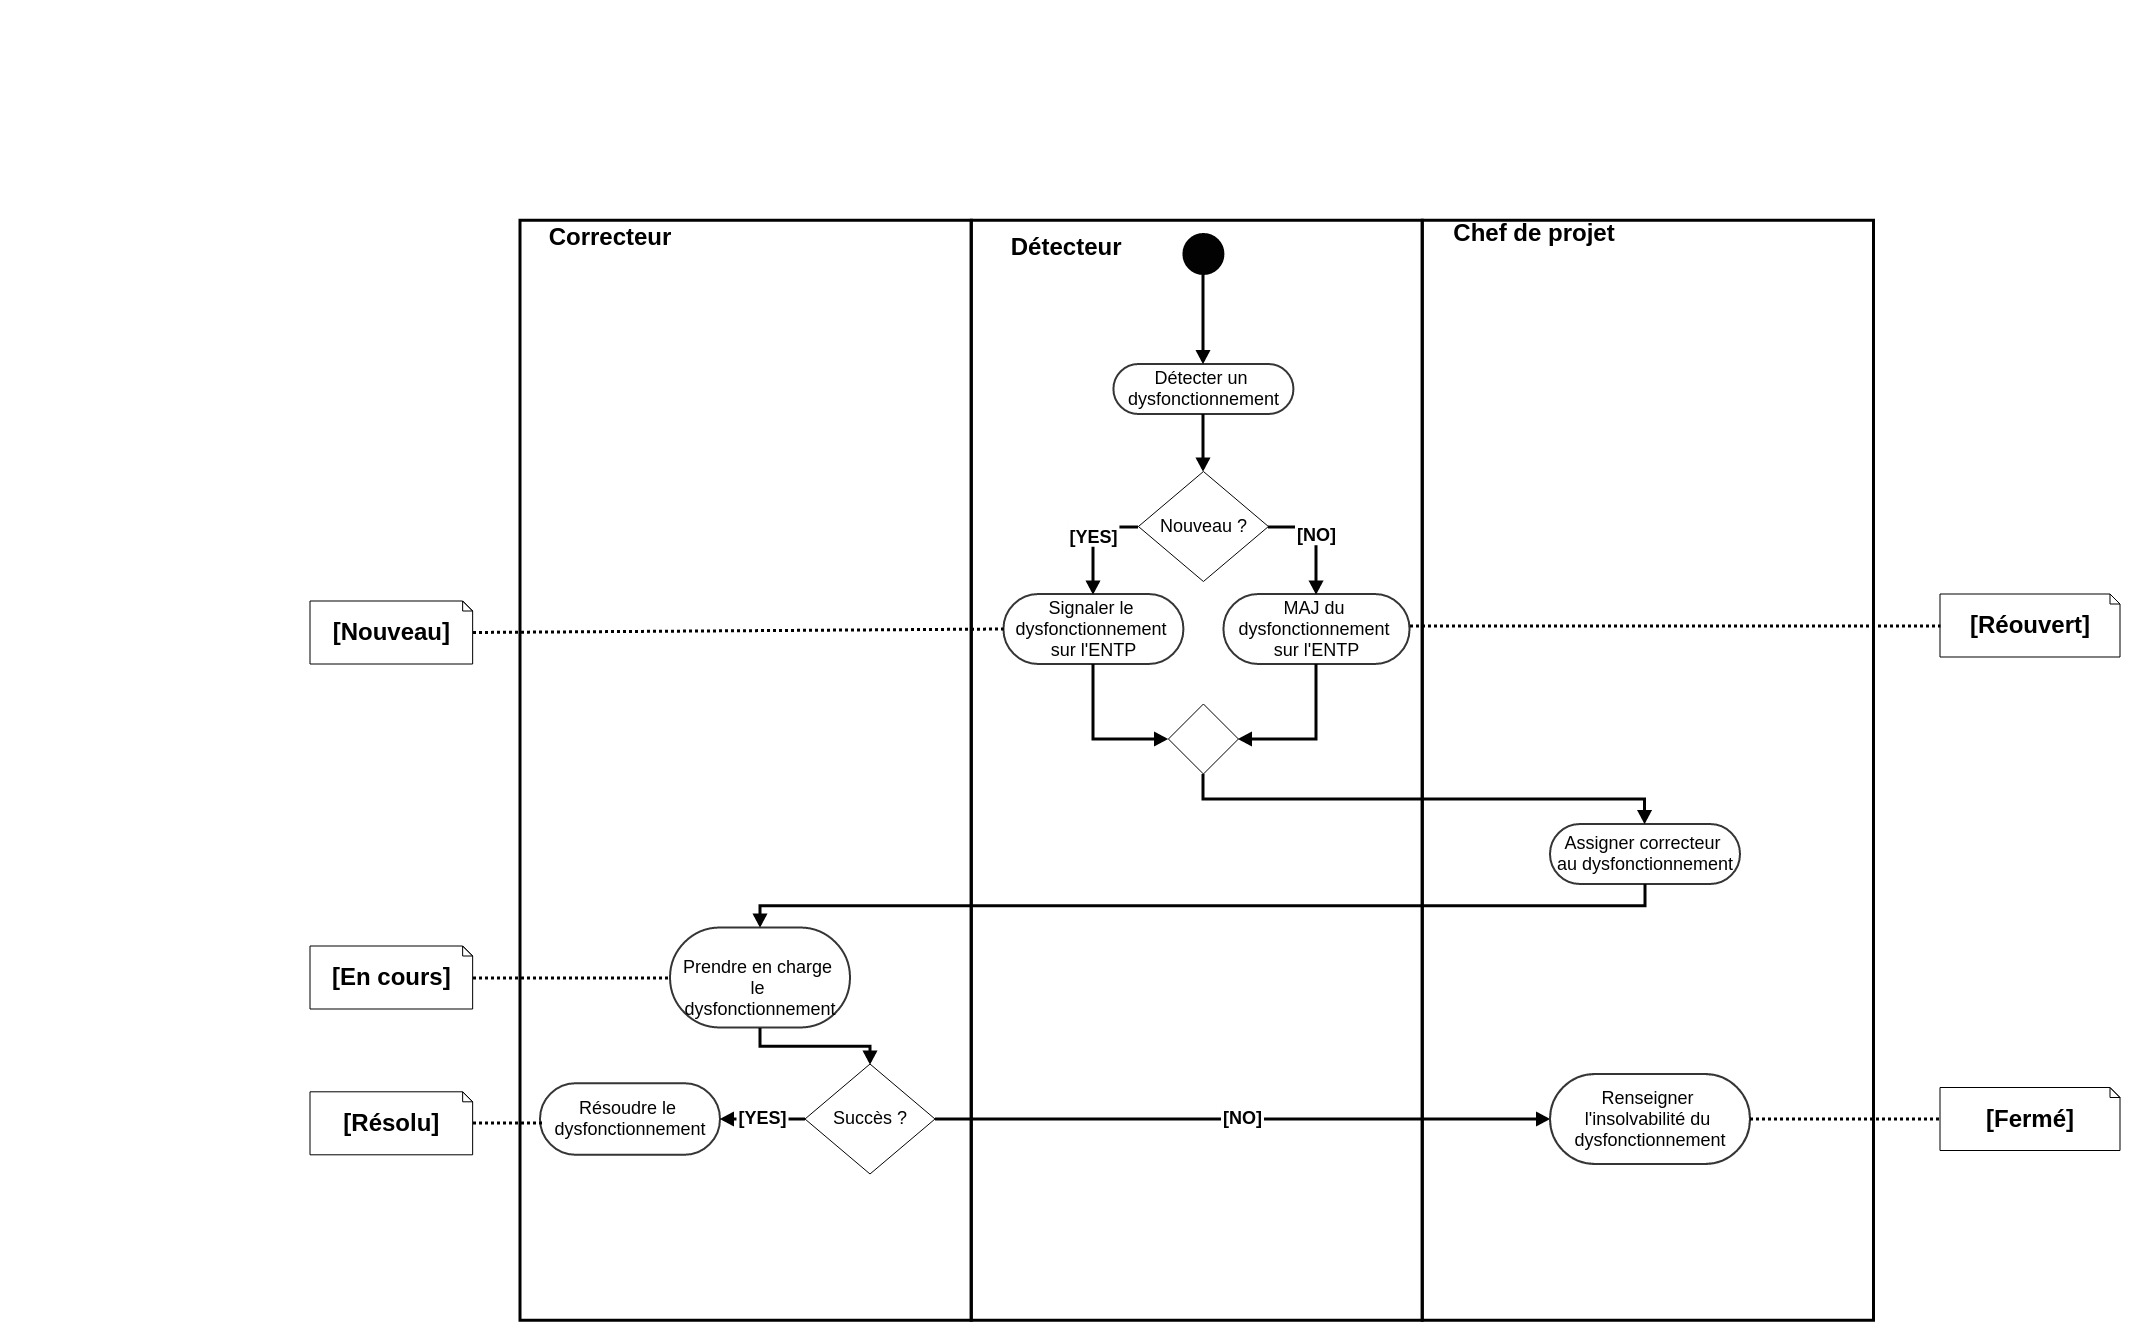 Correcteur
Détecteur
Chef de projet
Détecter un
dysfonctionnement
Nouveau ?
[YES]
[NO]
[Nouveau]
Signaler le
dysfonctionnement
sur l'ENTP
MAJ du
dysfonctionnement
sur l'ENTP
[Réouvert]
Assigner correcteur
au dysfonctionnement
[En cours]
Prendre en charge
le
dysfonctionnement
[Résolu]
Résoudre le
dysfonctionnement
[YES]
Succès ?
[NO]
Renseigner
l'insolvabilité du
dysfonctionnement
[Fermé]